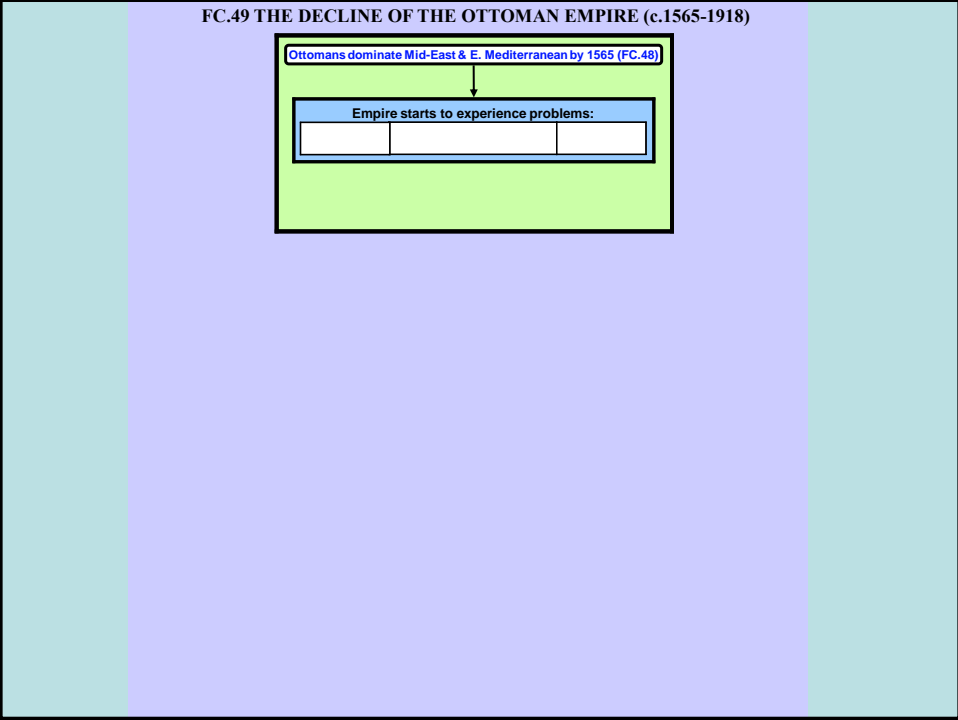 FC.49 THE DECLINE OF THE OTTOMAN EMPIRE (c.1565-1918)
Ottomans dominate Mid-East & E. Mediterranean by 1565 (FC.48)
Empire starts to experience problems: